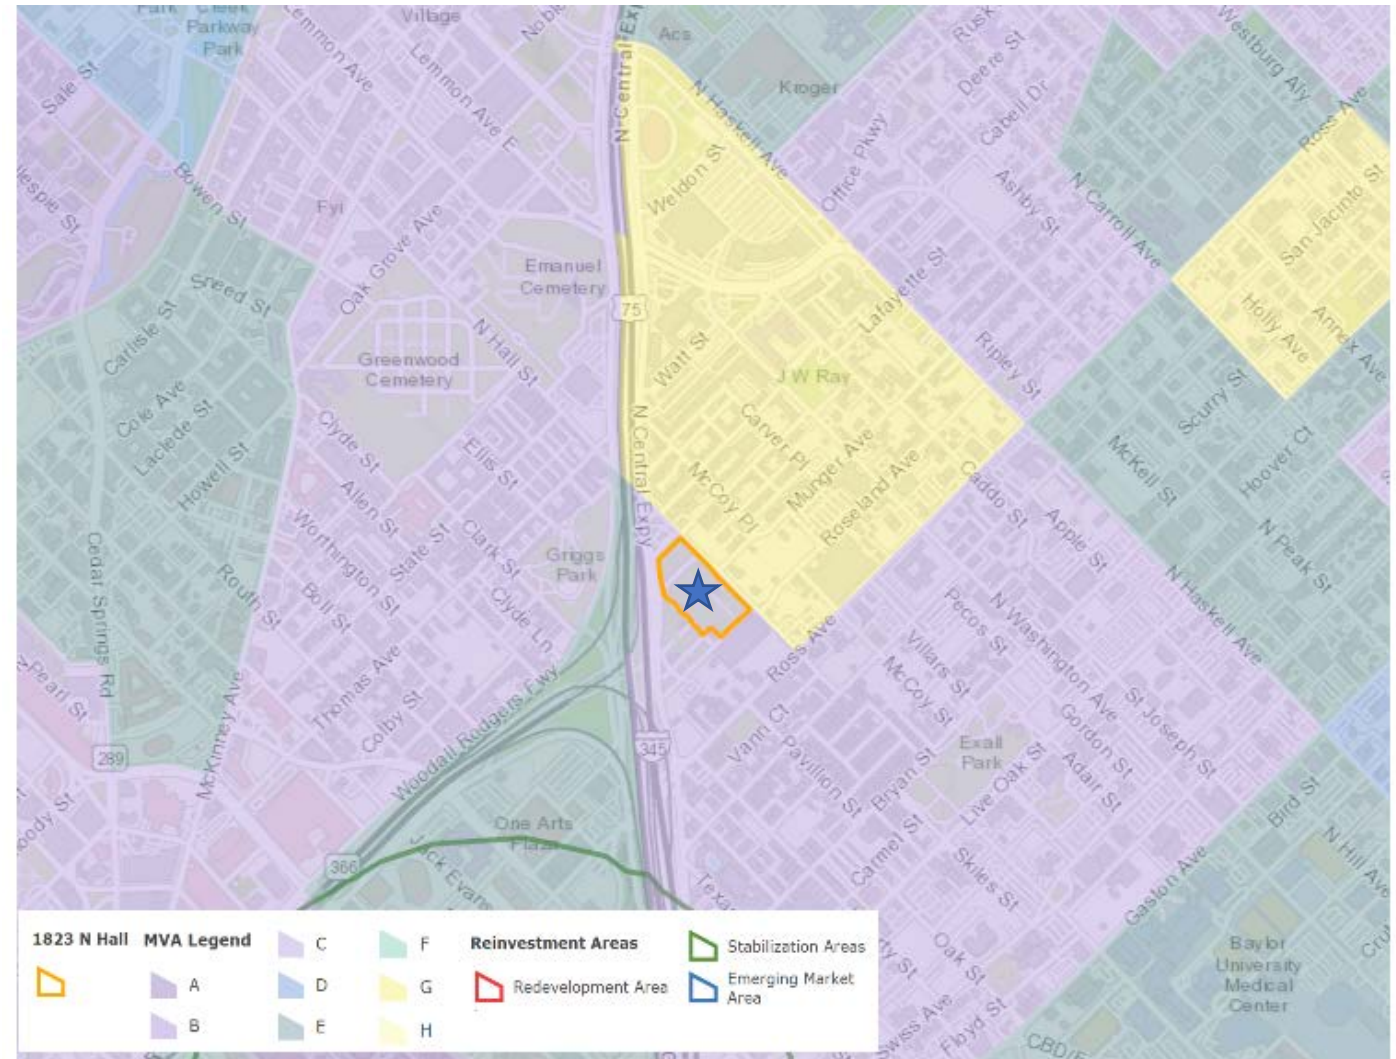 Park
Creek
Parkway
Park
Village
Noble
N Central Exp
Acs
Kroger
Rusk
Deere St
Cabell Dr
Westburg Aly
Ross Ave
Sale St
Lemmon Ave
Lemmon Ave E
N Haskell Ave
Office Pkwy
Ashby St
N Carroll Ave
San Jacinto St
Bowen St
Fyi
Oak Grove Ave
Weldon St
Emanuel
Cemetery
75
Lafayette St
Holly Ave
Annex Ave
Sneed St
Carlisle St
Cole Ave
Laclede St
Howell St
Greenwood
Cemetery
N Hall St
Watt St
J W Ray
Ripley St
Scurry St
Hoover Ct
McKell St
N Peak St
Clyde St
Ellis St
Allen St
Worthington St
State St
Clark St
N Central Expy
Carver Pl
Munger Ave
McCoy Pl
Roseland Ave
Caddo St
Apple St
N Haskell Ave
Cedar Springs Rd
Routh St
Boll St
Clyde Ln
Griggs
Park
Ross Ave
Pecos St
N Washington Ave
Villars St
McCoy St
St Joseph St
Gordon St
Adair St
Pearl St
Thomas Ave
Colby St
McKinney Ave
Woodall Rodgers Fwy
289
345
Vann Ct
Pavillion St
Bryan St
Exall
Park
Live Oak St
Bird St
N Hill Ave
One Arts
Plaza
366
Jack Evans
Carmel St
Skiles St
Gaston Ave
Oak St
Swiss Ave
Floyd St
Baylor
University
Medical
Center
CBD/F
1823 N Hall
MVA Legend
A
B
C
D
E
F
G
H
Reinvestment Areas
Redevelopment Area
Stabilization Areas
Emerging Market
Area